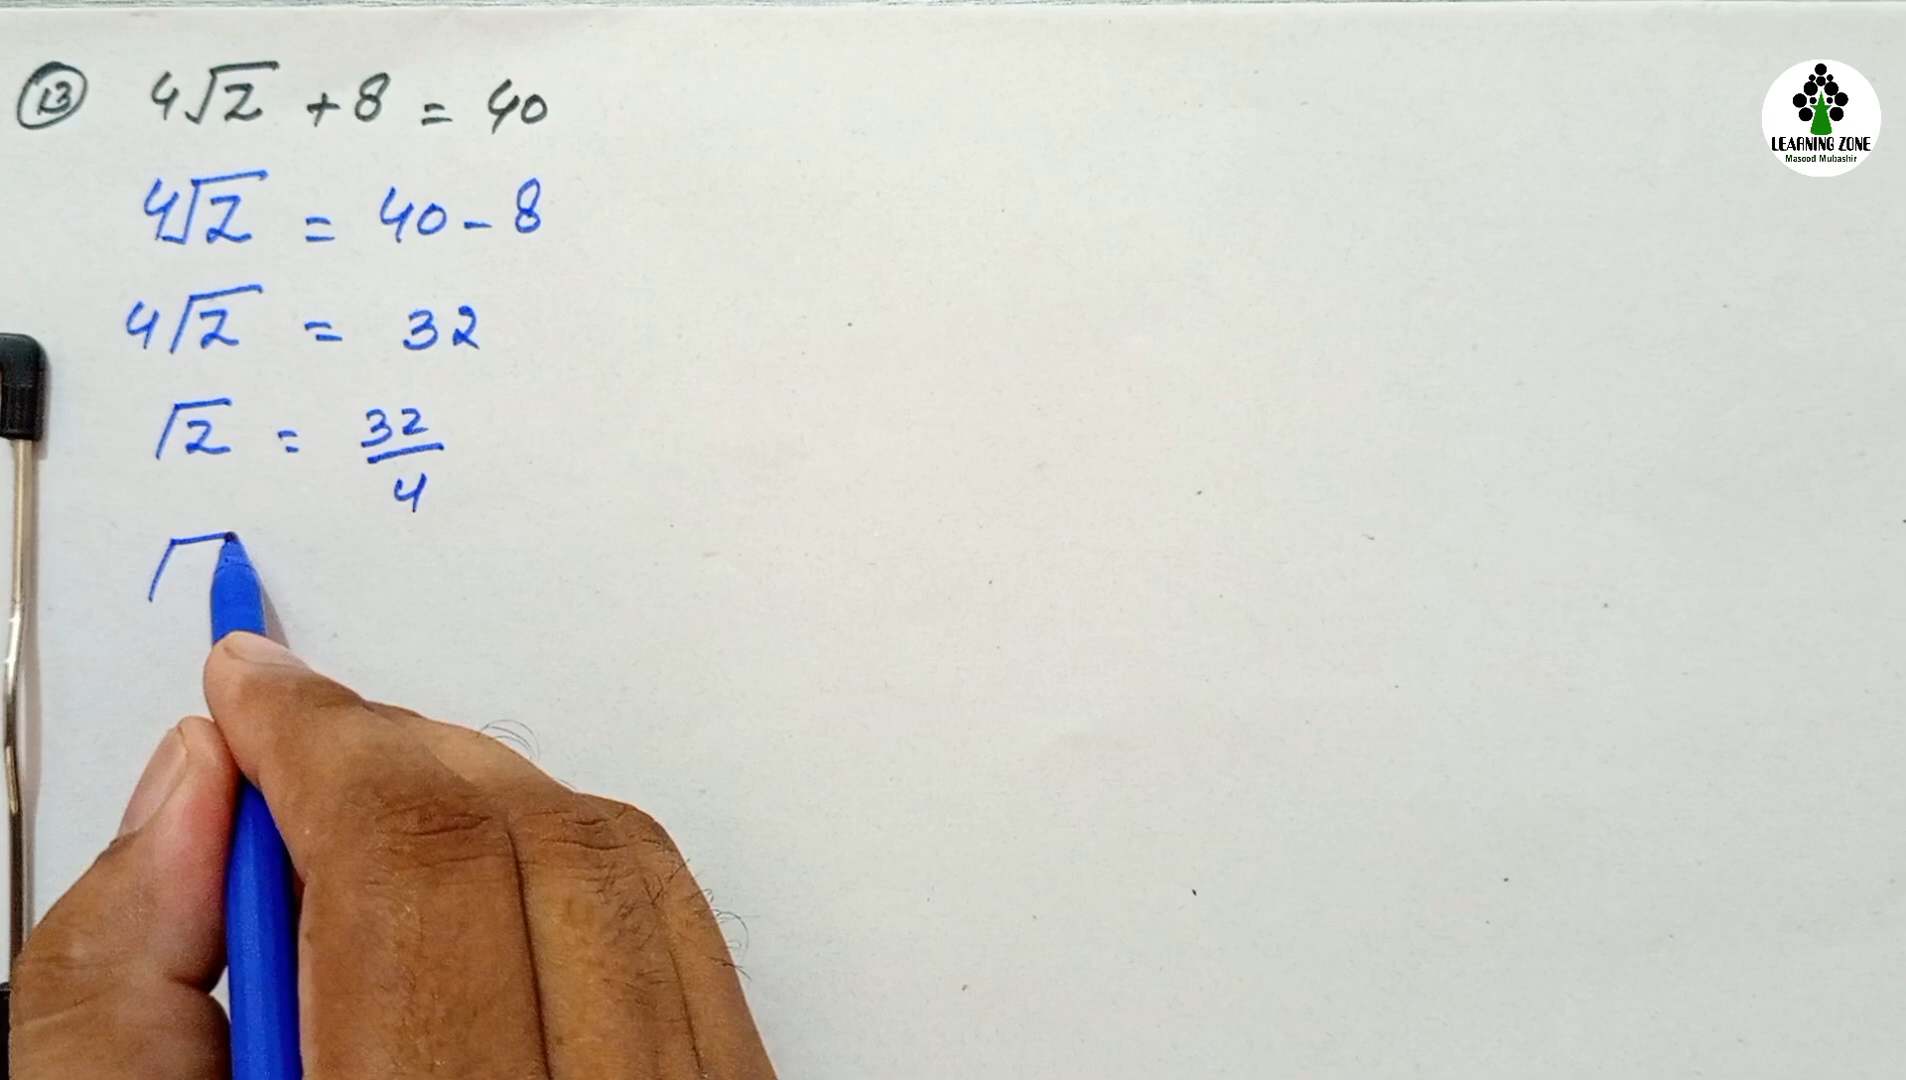 13 4√z + 8 = 40
4√z = 40 - 8
4√z = 32
√z = 32/4
√
LEARNING ZONE
Masood Mubashir